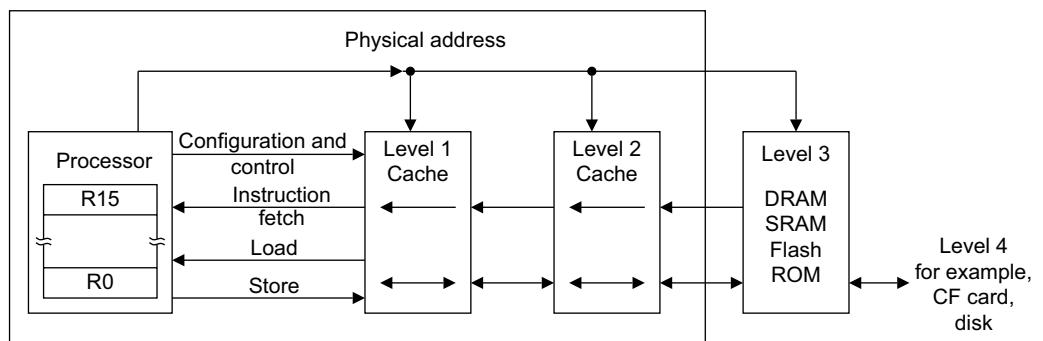 Physical address
Processor
R15
R0
Configuration and
control
Instruction
fetch
Load
Store
Level 1
Cache
Level 2
Cache
Level 3
DRAM
SRAM
Flash
ROM
Level 4
for example,
CF card,
disk